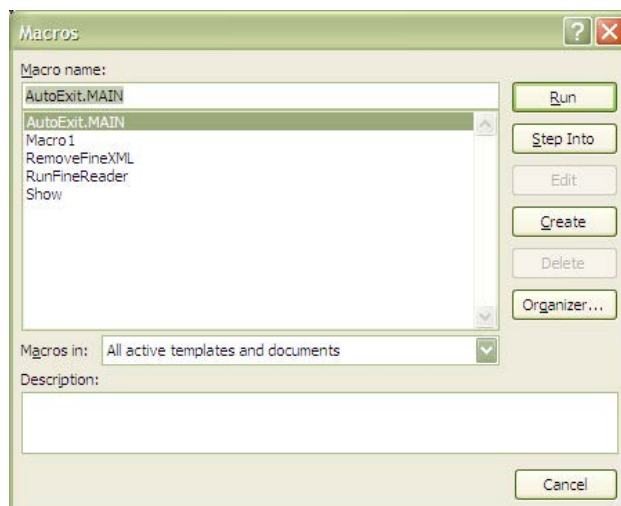 Macros
Macro name:
AutoExit.MAIN
AutoExit.MAIN
Macro1
RemoveFineXML
RunFineReader
Show
Run
Step Into
Edit
Create
Delete
Organizer...
Macros in: All active templates and documents
Description:
Cancel